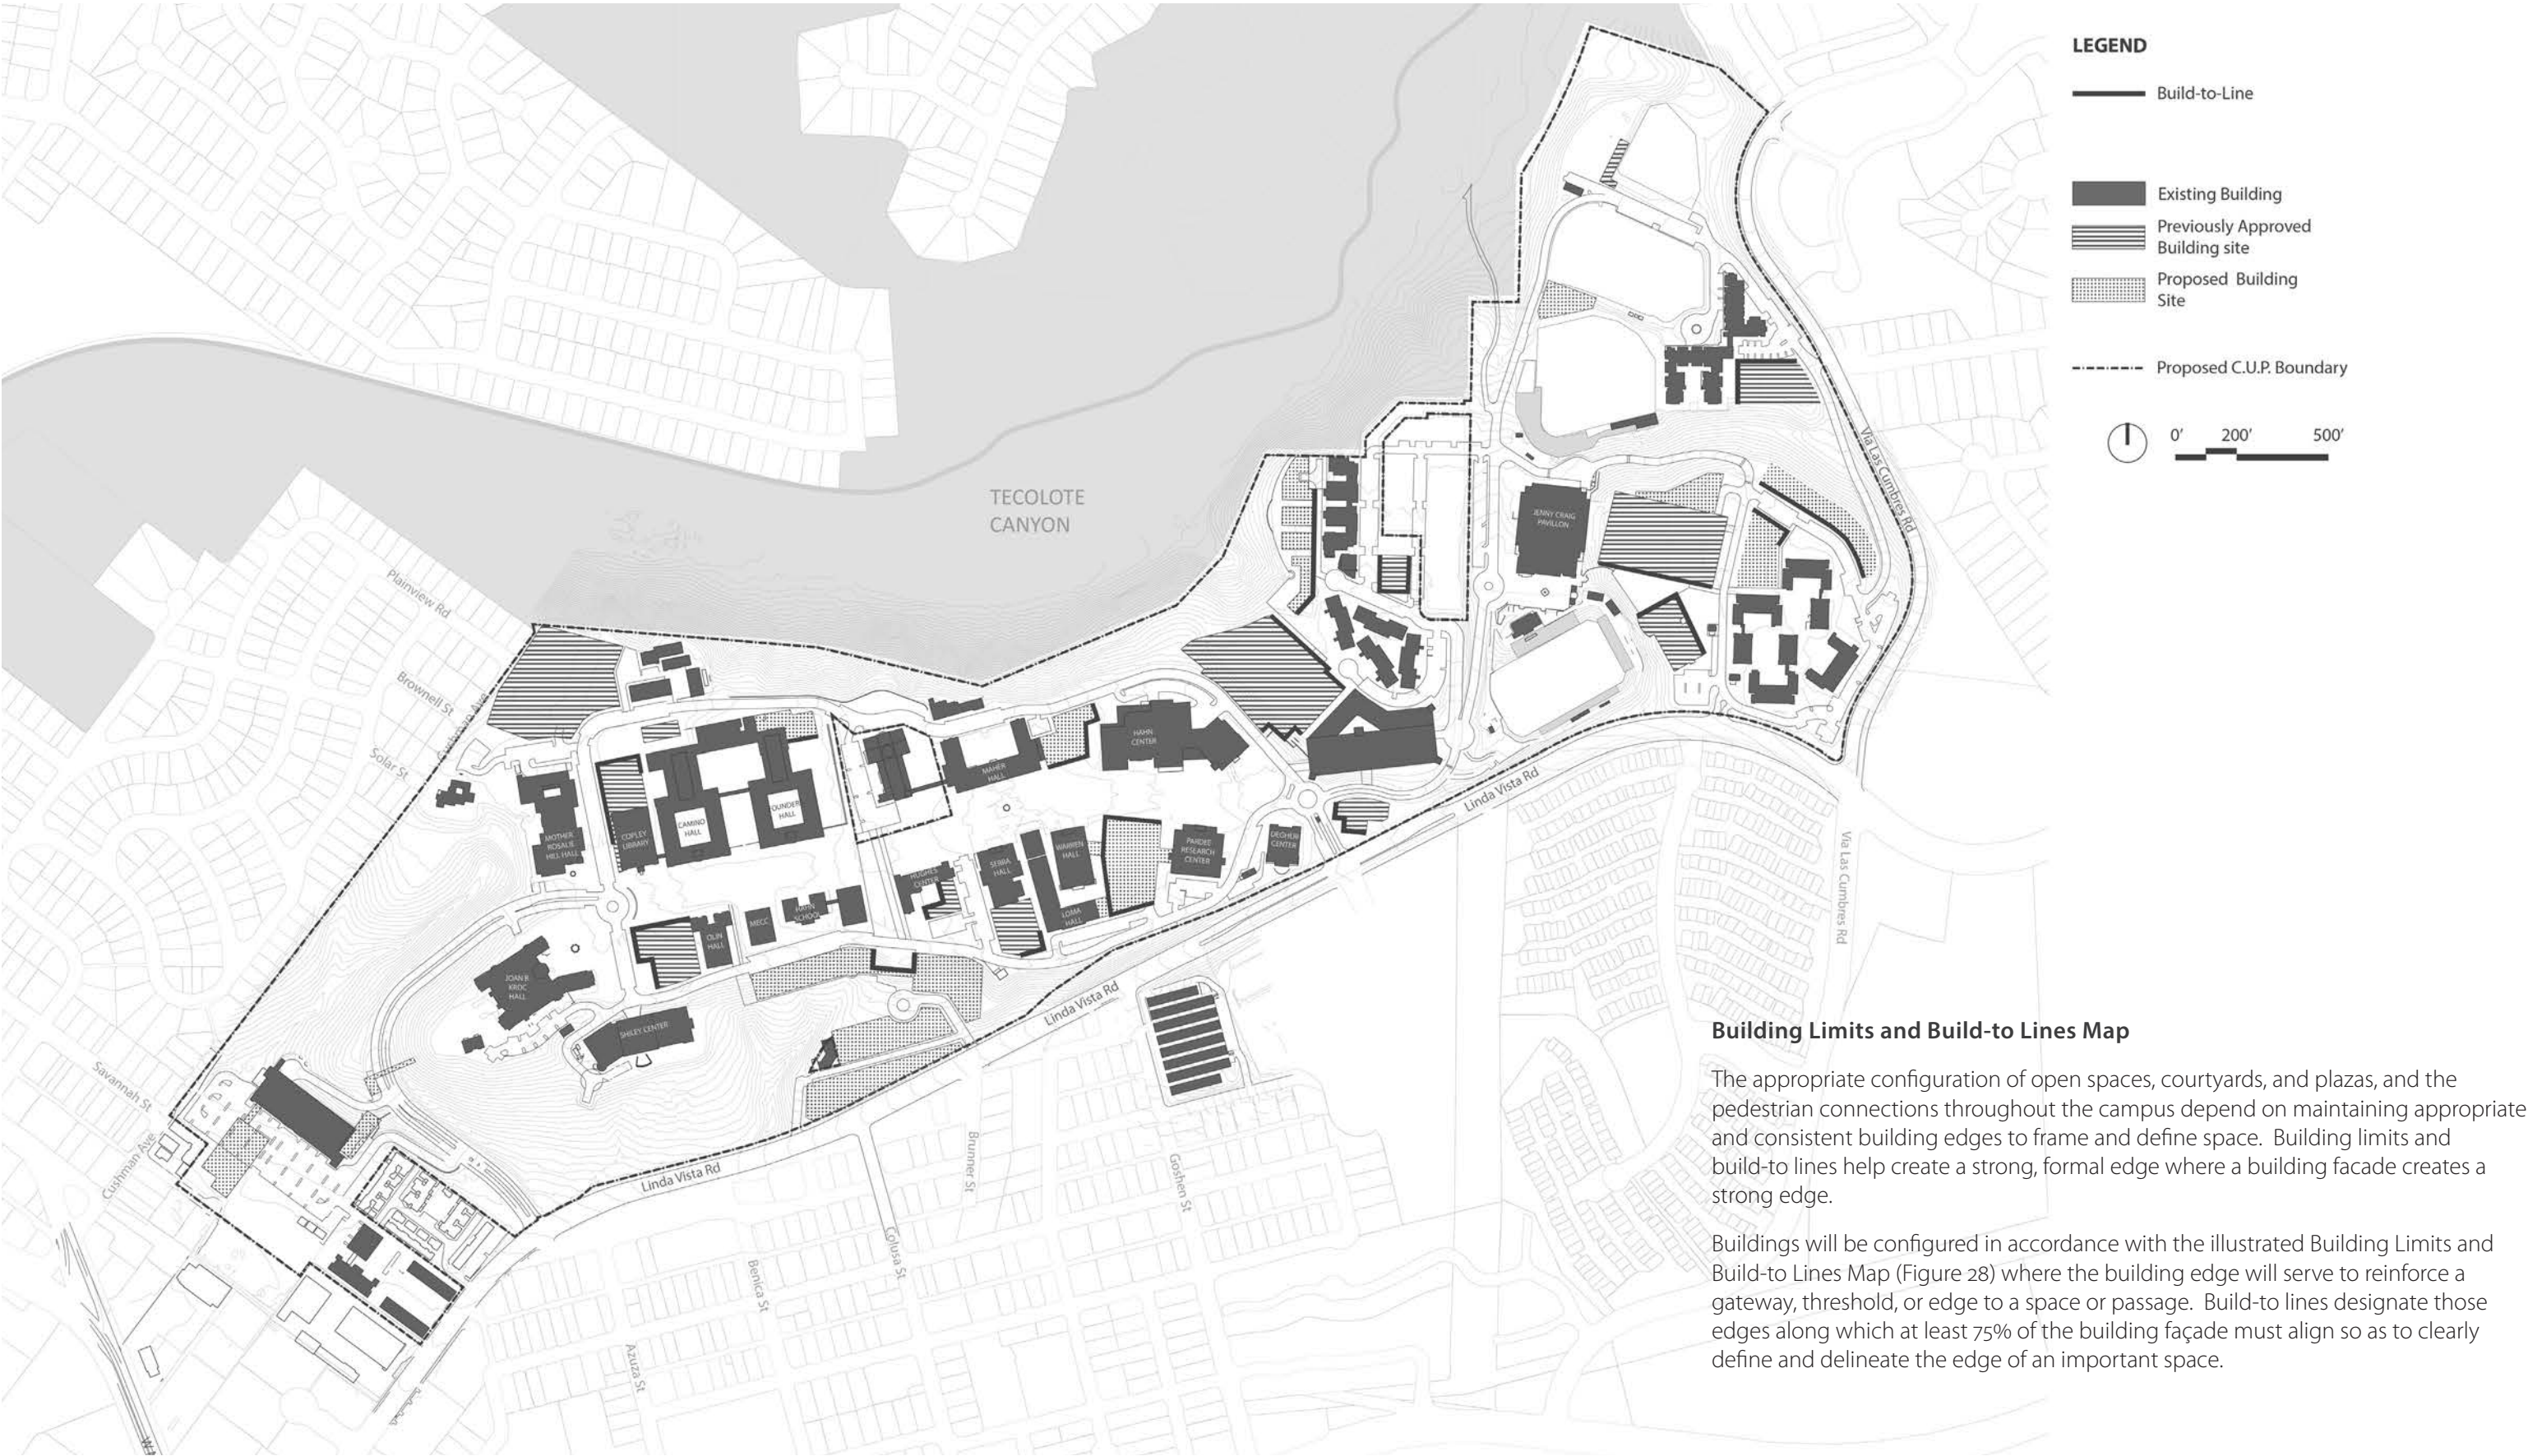 LEGEND
Build-to-Line
Existing Building
Previously Approved
Building site
Proposed Building
Site
Proposed C.U.P. Boundary
0' 200' 500'
TECOLOTE
CANYON
Plainview Rd
Brownell St
Solar St
Savannah St
Cushman Ave
Via Las Cumbres Rd
Via Las Cumbres Rd
JENNY CRAIG
PAVILLON
HAHN
CENTER
MAHER
HALL
FOUNDER
HALL
CAMINO
HALL
COPLEY
LIBRARY
MOTHER
ROSALIE
HILL HALL
HUGHES
CENTER
SERRA
HALL
WARREN
HALL
PARDEE
RESEARCH
CENTER
DEGHERI
CENTER
LOMA
HALL
HAHN
SCHOOL
MECC
OLIN
HALL
JOAN B
KROC
HALL
SHILEY CENTER
Linda Vista Rd
Linda Vista Rd
Linda Vista Rd
Brunner St
Goshen St
Colusa St
Benica St
Azuza St
Building Limits and Build-to Lines Map
The appropriate configuration of open spaces, courtyards, and plazas, and the
pedestrian connections throughout the campus depend on maintaining appropriate
and consistent building edges to frame and define space. Building limits and
build-to lines help create a strong, formal edge where a building facade creates a
strong edge.
Buildings will be configured in accordance with the illustrated Building Limits and
Build-to Lines Map (Figure 28) where the building edge will serve to reinforce a
gateway, threshold, or edge to a space or passage. Build-to lines designate those
edges along which at least 75% of the building façade must align so as to clearly
define and delineate the edge of an important space.